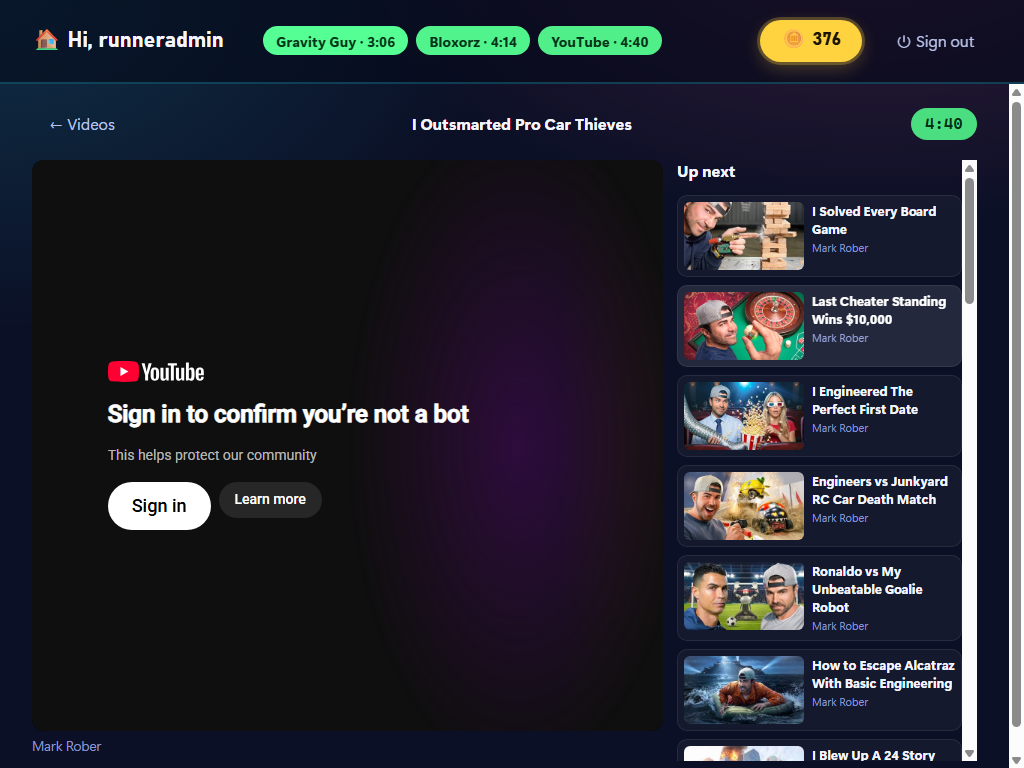 Hi, runneradmin
Gravity Guy · 3:06
Bloxorz · 4:14
YouTube · 4:40
376
Sign out
← Videos
I Outsmarted Pro Car Thieves
4:40
YouTube
Sign in to confirm you're not a bot
This helps protect our community
Sign in
Learn more
Mark Rober
Up next
I Solved Every Board
Game
Mark Rober
Last Cheater Standing
Wins $10,000
Mark Rober
I Engineered The
Perfect First Date
Mark Rober
Engineers vs Junkyard
RC Car Death Match
Mark Rober
Ronaldo vs My
Unbeatable Goalie
Robot
Mark Rober
How to Escape Alcatraz
With Basic Engineering
Mark Rober
I Blew Up A 24 Story